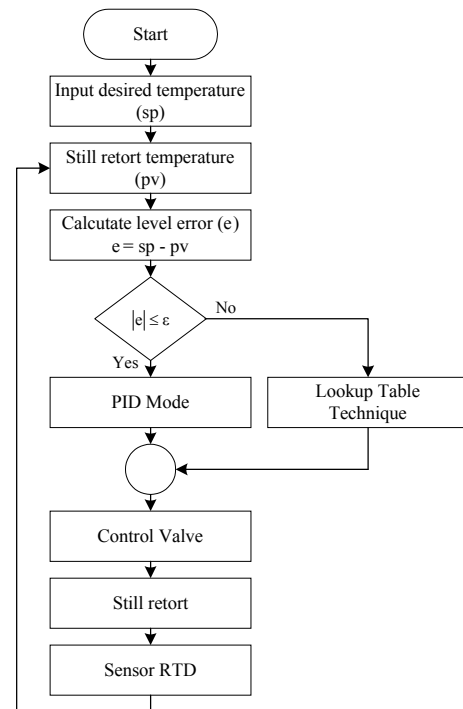 Start
Input desired temperature
(sp)
Still retort temperature
(pv)
Calcutate level error (e)
e = sp - pv
|e| ≤ ε
No
Yes
PID Mode
Lookup Table
Technique
Control Valve
Still retort
Sensor RTD